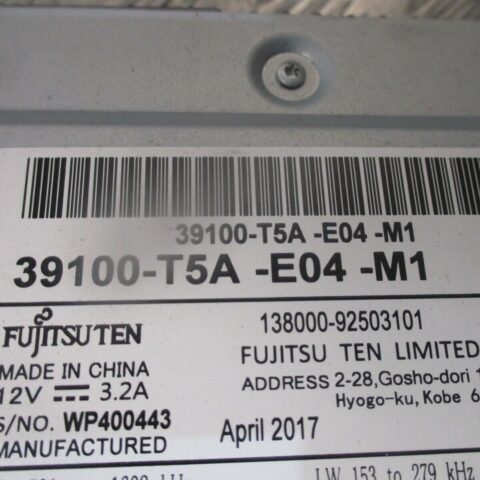 39100-T5A -E04 -M1
39100-T5A -E04 -M1
FUJITSU TEN
138000-92503101
FUJITSU TEN LIMITED
MADE IN CHINA
ADDRESS 2-28,Gosho-dori
12V 3.2A
Hyogo-ku, Kobe 6
S/NO. WP400443
MANUFACTURED
April 2017
kHz
LW 153 to 279 kHz